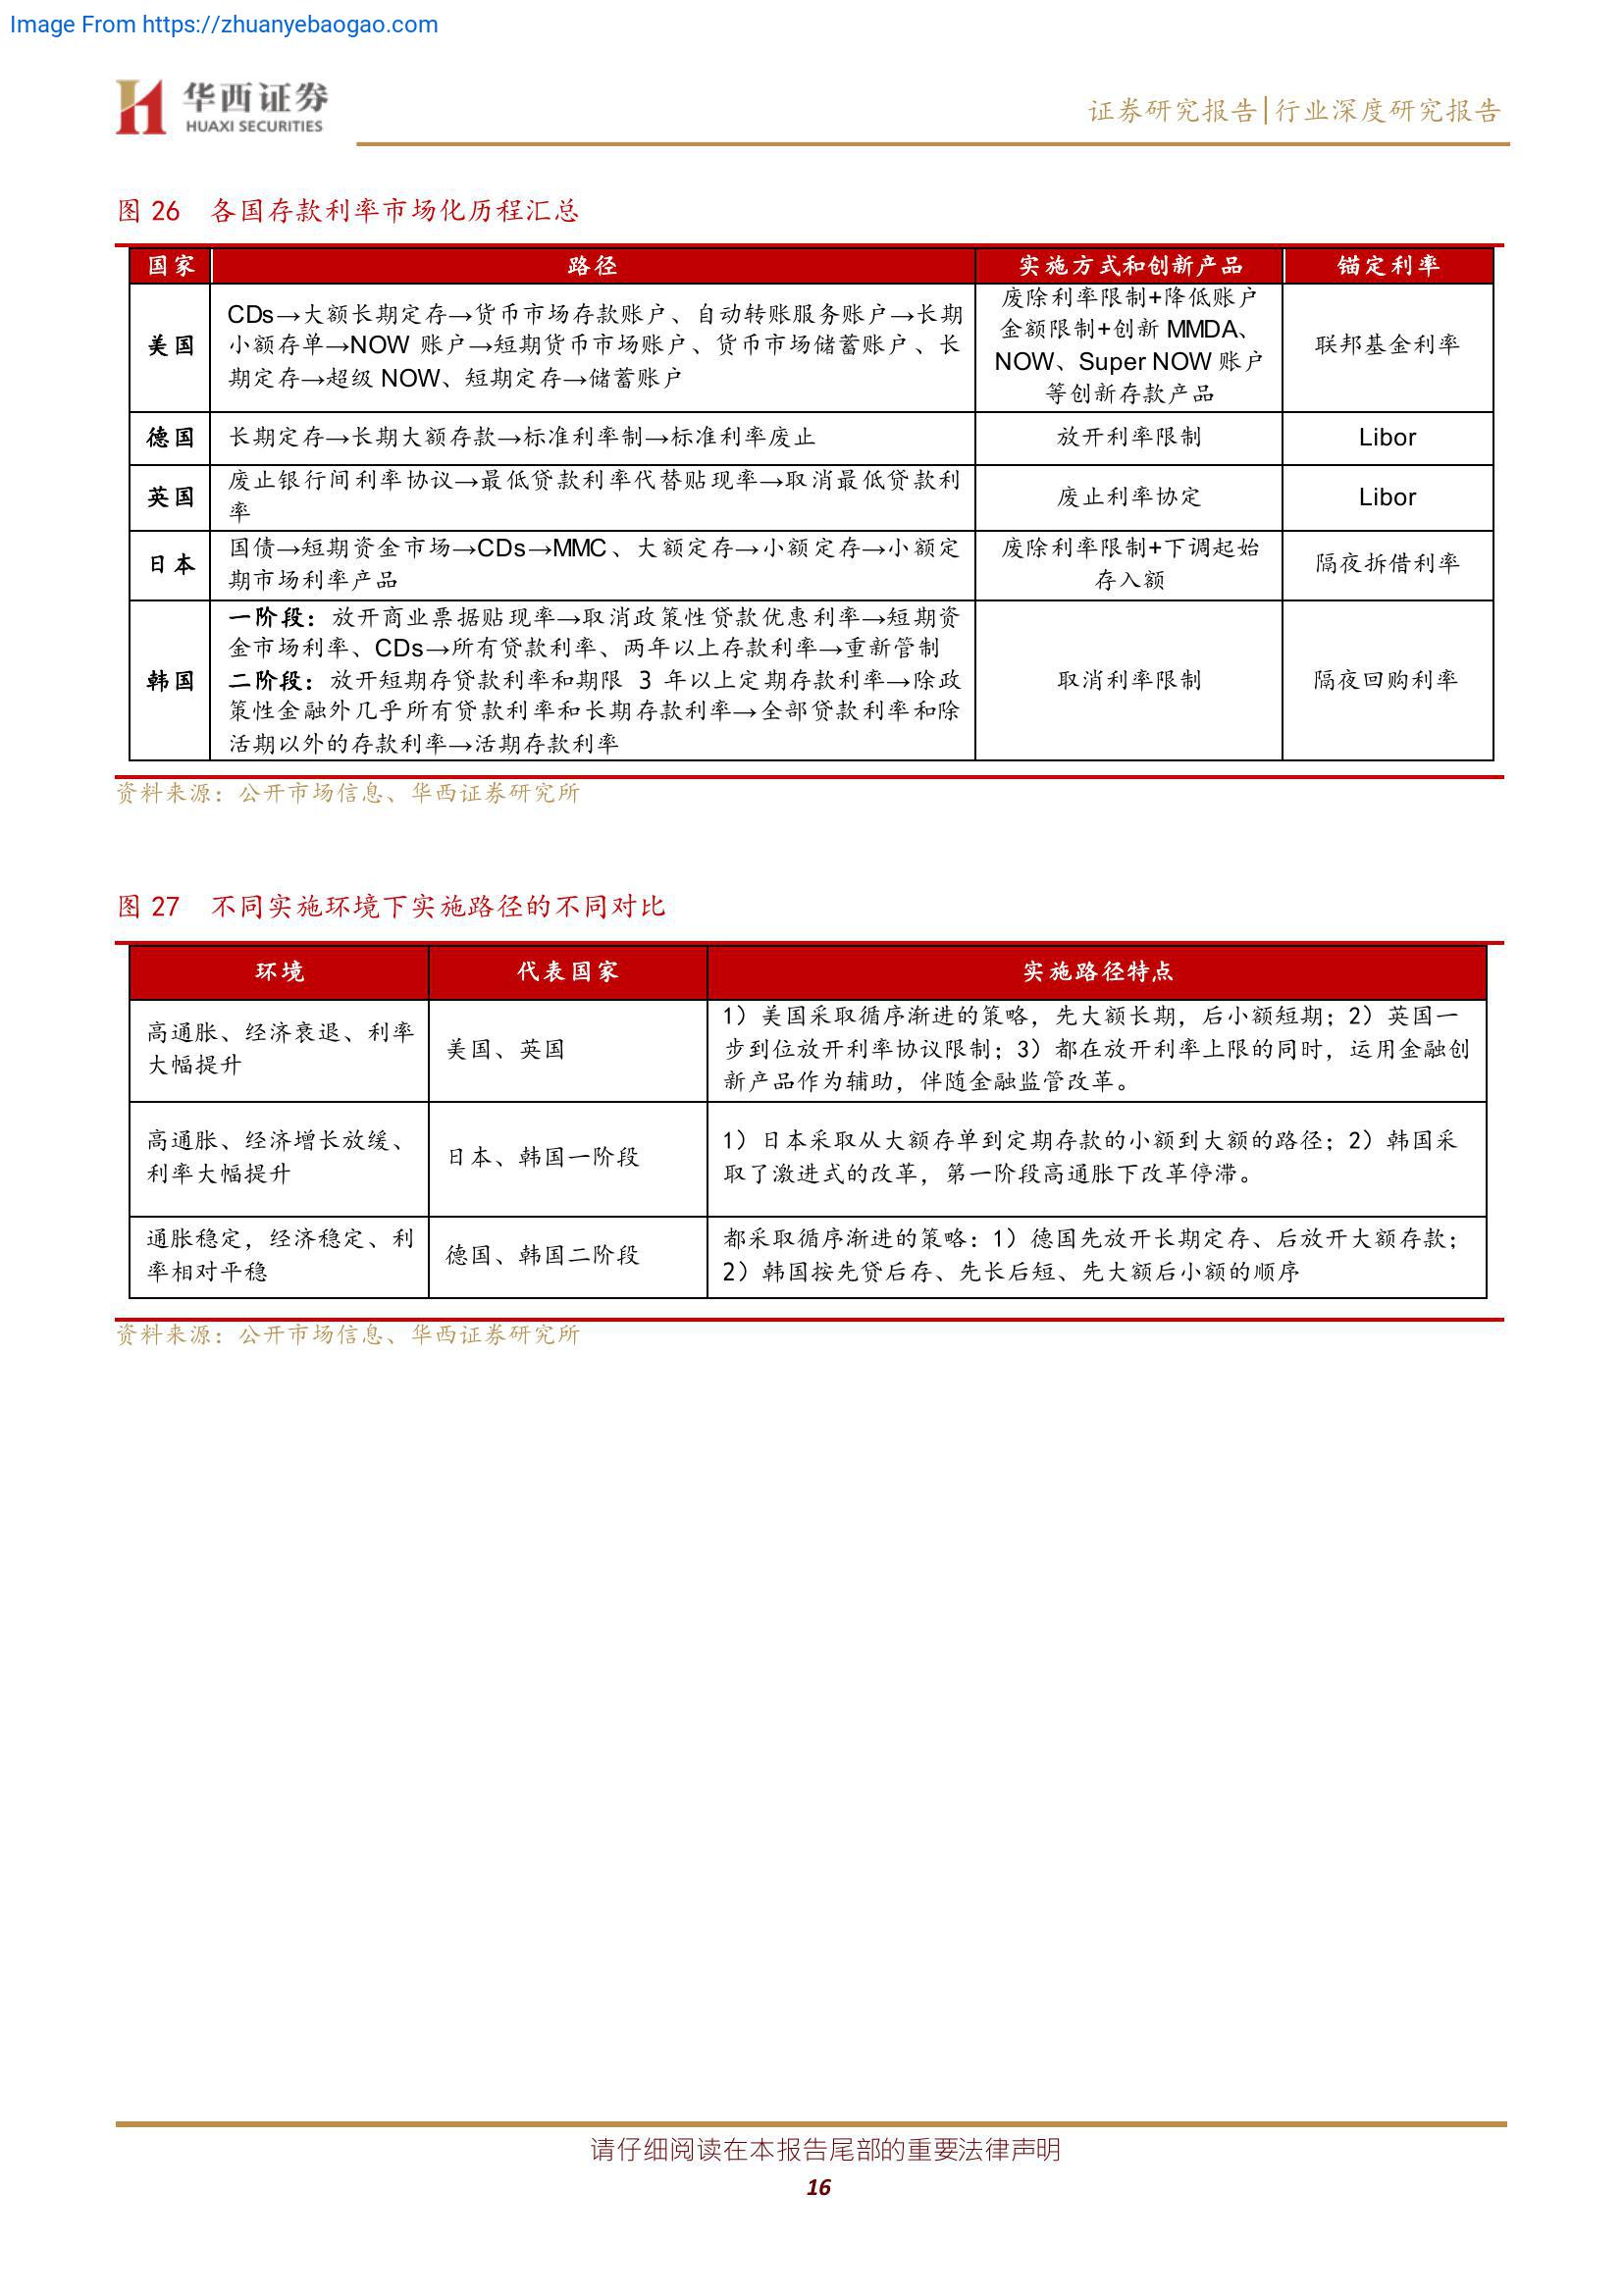 Image From https://zhuanyebaogao.com
华西证券
HUAXI SECURITIES
证券研究报告|行业深度研究报告
图 26 各国存款利率市场化历程汇总
国家 路径 实施方式和创新产品 锚定利率
美国
CDs→大额长期定存→货币市场存款账户、自动转账服务账户→长期
小额存单→NOW 账户→短期货币市场账户、货币市场储蓄账户、长
期定存→超级 NOW、短期定存→储蓄账户
废除利率限制+降低账户
金额限制+创新 MMDA、
NOW、Super NOW 账户
等创新存款产品
联邦基金利率
德国 长期定存→长期大额存款→标准利率制→标准利率废止 放开利率限制 Libor
英国
废止银行间利率协议→最低贷款利率代替贴现率→取消最低贷款利
率
废止利率协定
Libor
日本
国债→短期资金市场→CDs→MMC、大额定存→小额定存→小额定
期市场利率产品
废除利率限制+下调起始
存入额
隔夜拆借利率
韩国
一阶段：放开商业票据贴现率→取消政策性贷款优惠利率→短期资
金市场利率、CDs→所有贷款利率、两年以上存款利率→重新管制
二阶段：放开短期存贷款利率和期限 3 年以上定期存款利率→除政
策性金融外几乎所有贷款利率和长期存款利率→全部贷款利率和除
活期以外的存款利率→活期存款利率
取消利率限制
隔夜回购利率
资料来源：公开市场信息、华西证券研究所
图 27 不同实施环境下实施路径的不同对比
环境 代表国家 实施路径特点
高通胀、经济衰退、利率
大幅提升
美国、英国
1）美国采取循序渐进的策略，先大额长期，后小额短期；2）英国一
步到位放开利率协议限制；3）都在放开利率上限的同时，运用金融创
新产品作为辅助，伴随金融监管改革。
高通胀、经济增长放缓、
利率大幅提升
日本、韩国一阶段
1）日本采取从大额存单到定期存款的小额到大额的路径；2）韩国采
取了激进式的改革，第一阶段高通胀下改革停滞。
通胀稳定，经济稳定、利
率相对平稳
德国、韩国二阶段
都采取循序渐进的策略：1）德国先放开长期定存、后放开大额存款；
2）韩国按先贷后存、先长后短、先大额后小额的顺序
资料来源：公开市场信息、华西证券研究所
请仔细阅读在本报告尾部的重要法律声明
16